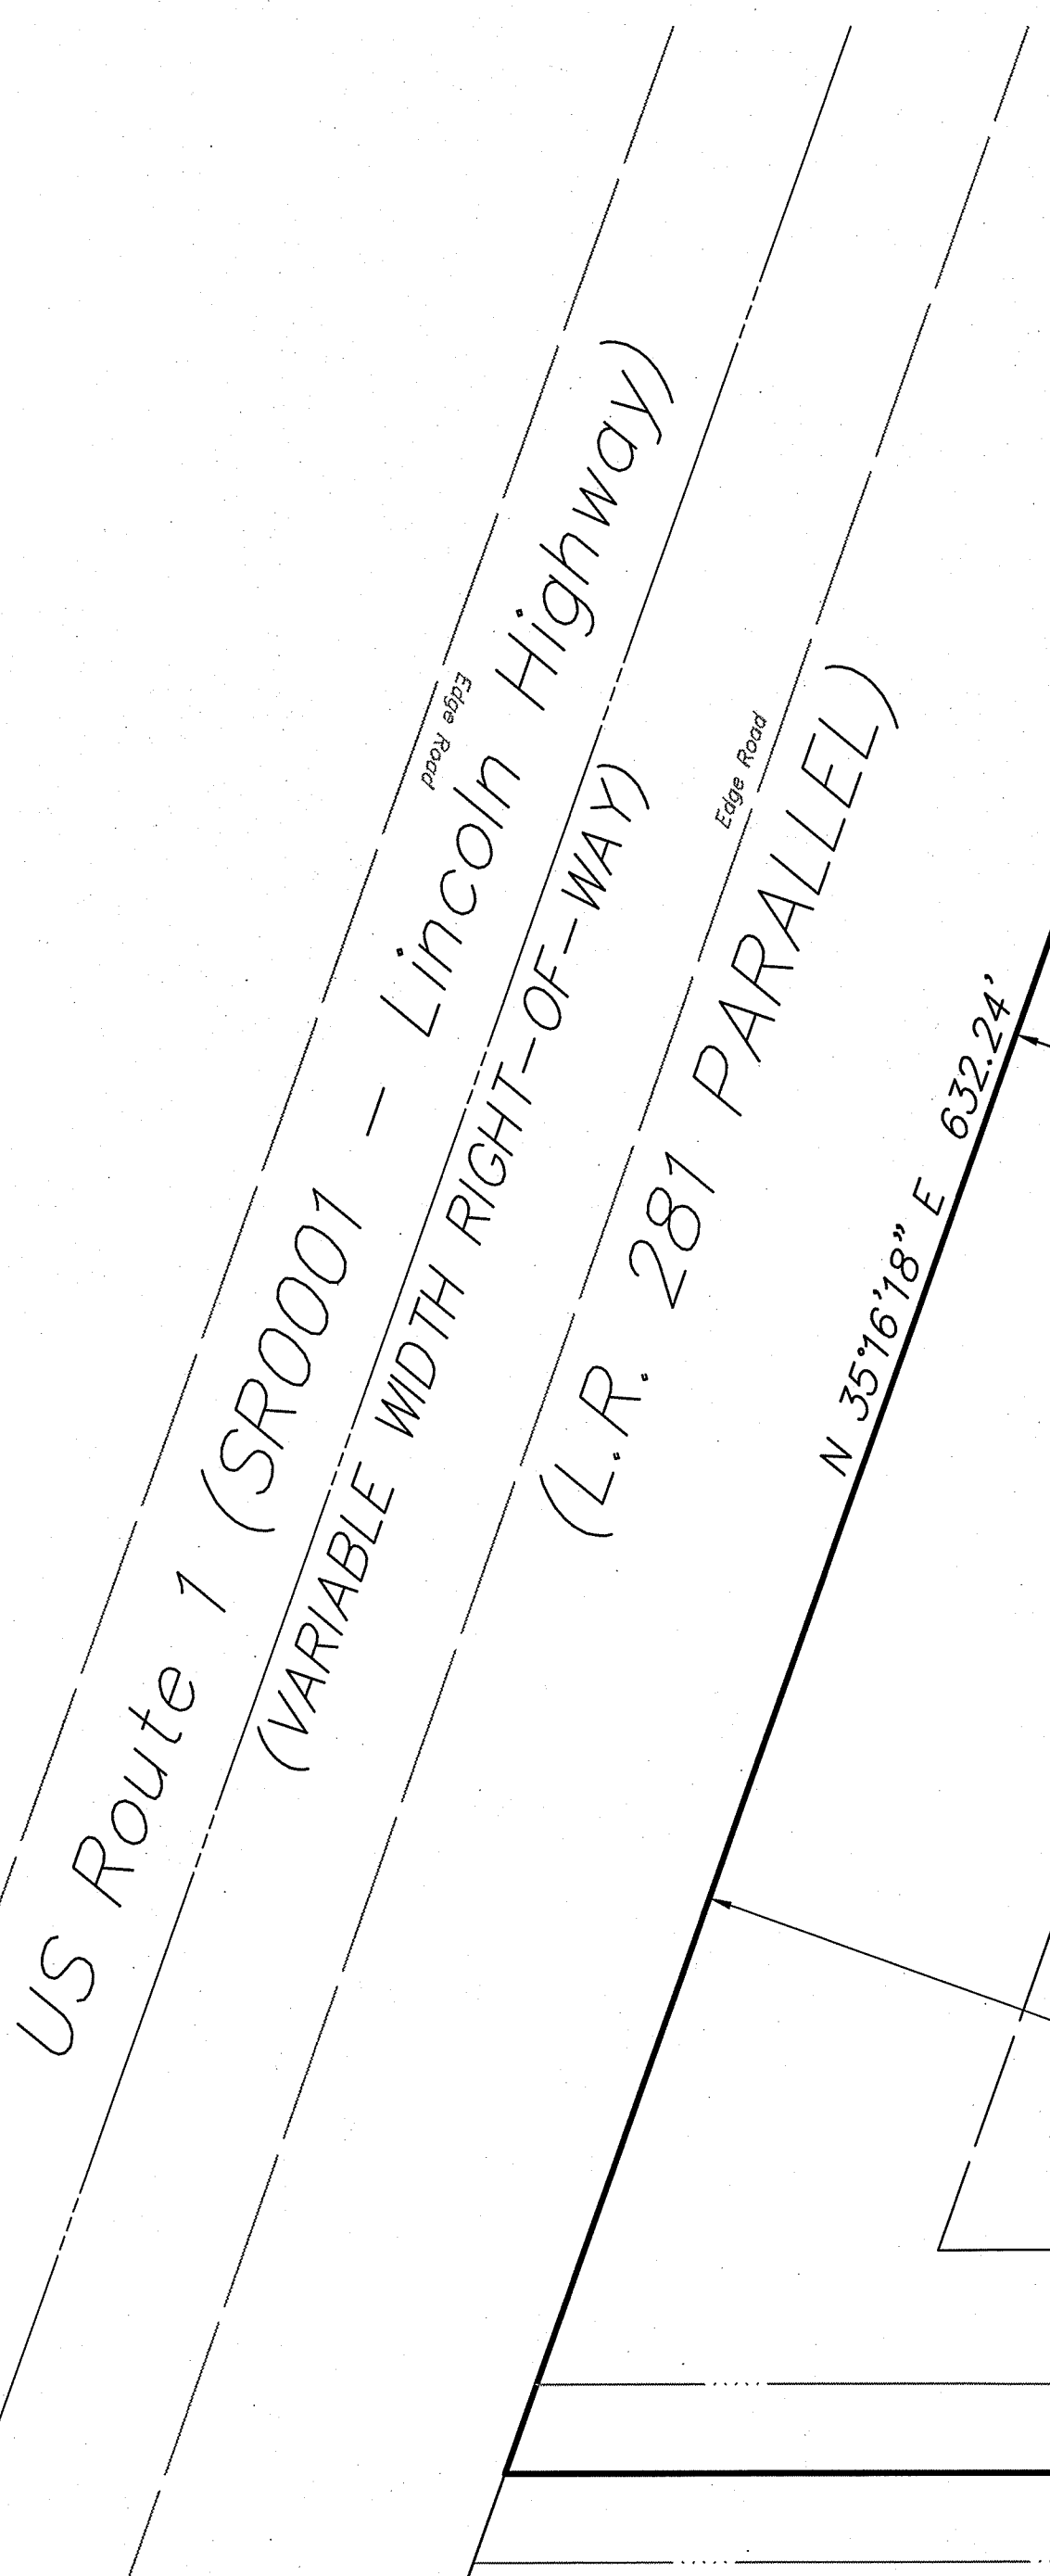 US Route 1 (SR0001 – Lincoln Highway)
(VARIABLE WIDTH RIGHT–OF–WAY)
(L.R. 281 PARALLEL)
Edge Road
Edge Road
N 35°16'18" E 632.24'